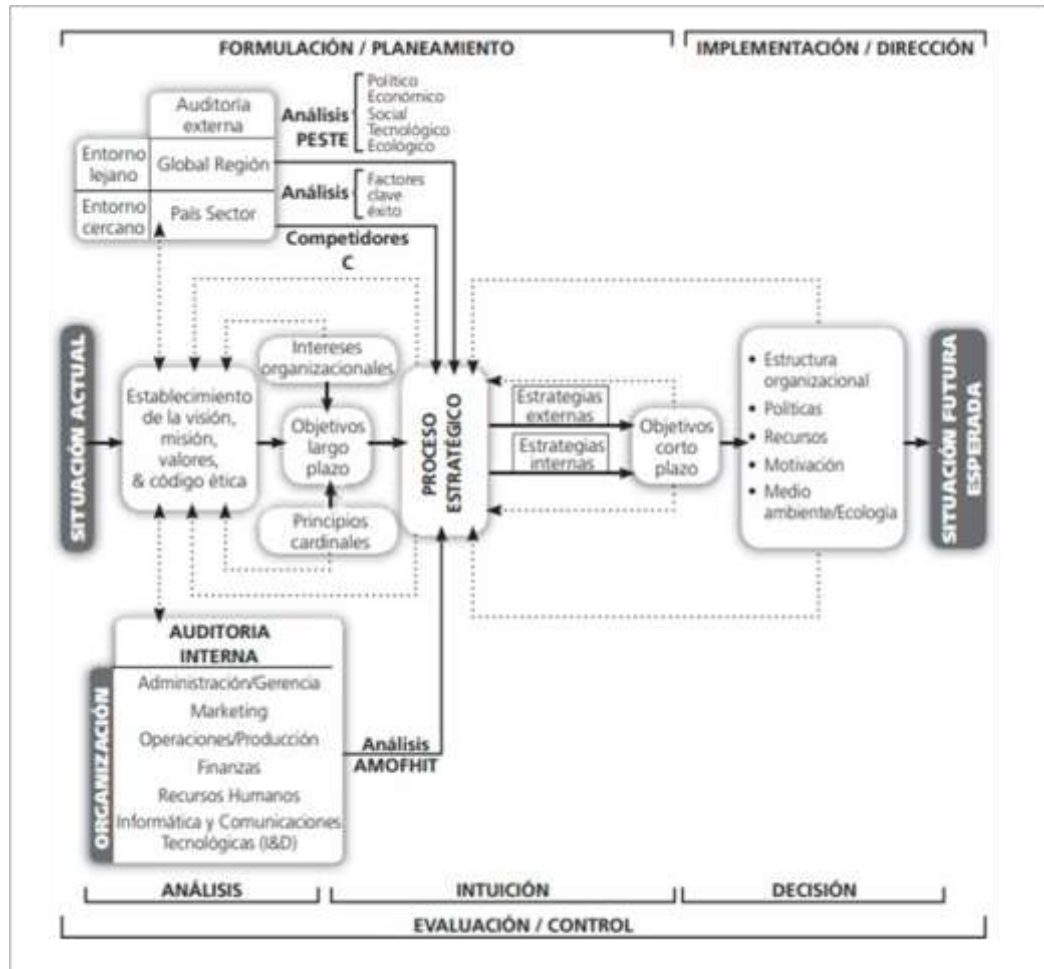 FORMULACIÓN / PLANEAMIENTO
IMPLEMENTACIÓN / DIRECCIÓN
Auditoria
externa
Entorno
lejano
Global Región
Entorno
cercano
País Sector
Análisis
PESTE
Político
Económico
Social
Tecnológico
Ecológico
Análisis
Factores
clave
éxito
Competidores
C
SITUACIÓN ACTUAL
Establecimiento
de la visión,
misión,
valores,
& código ética
Intereses
organizacionales
Objetivos
largo
plazo
Principios
cardinales
PROCESO
ESTRATÉGICO
Estrategias
externas
Estrategias
internas
Objetivos
corto
plazo
• Estructura
organizacional
• Políticas
• Recursos
• Motivación
• Medio
ambiente/Ecología
SITUACIÓN FUTURA
ESPERADA
ORGANIZACIÓN
AUDITORIA
INTERNA
Administración/Gerencia
Marketing
Operaciones/Producción
Finanzas
Recursos Humanos
Informática y Comunicaciones
Tecnológicas (I&D)
Análisis
AMOFHIT
ANÁLISIS
INTUICIÓN
DECISIÓN
EVALUACIÓN / CONTROL